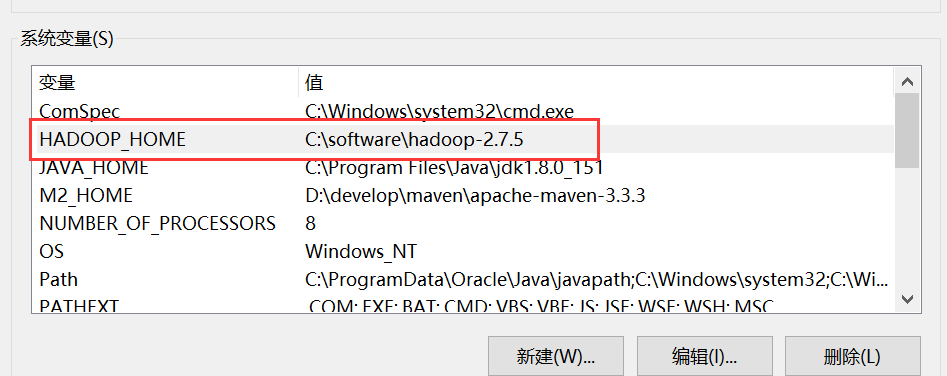 系统变量(S)
变量 值
ComSpec C:\Windows\system32\cmd.exe
HADOOP_HOME C:\software\hadoop-2.7.5
JAVA_HOME C:\Program Files\Java\jdk1.8.0_151
M2_HOME D:\develop\maven\apache-maven-3.3.3
NUMBER_OF_PROCESSORS 8
OS Windows_NT
Path C:\ProgramData\Oracle\Java\javapath;C:\Windows\system32;C:\Wi...
PATHEXT .COM;.EXE;.BAT;.CMD;.VBS;.VBE;.JS;.JSE;.WSF;.WSH;.MSC
新建(W)... 编辑(I)... 删除(L)